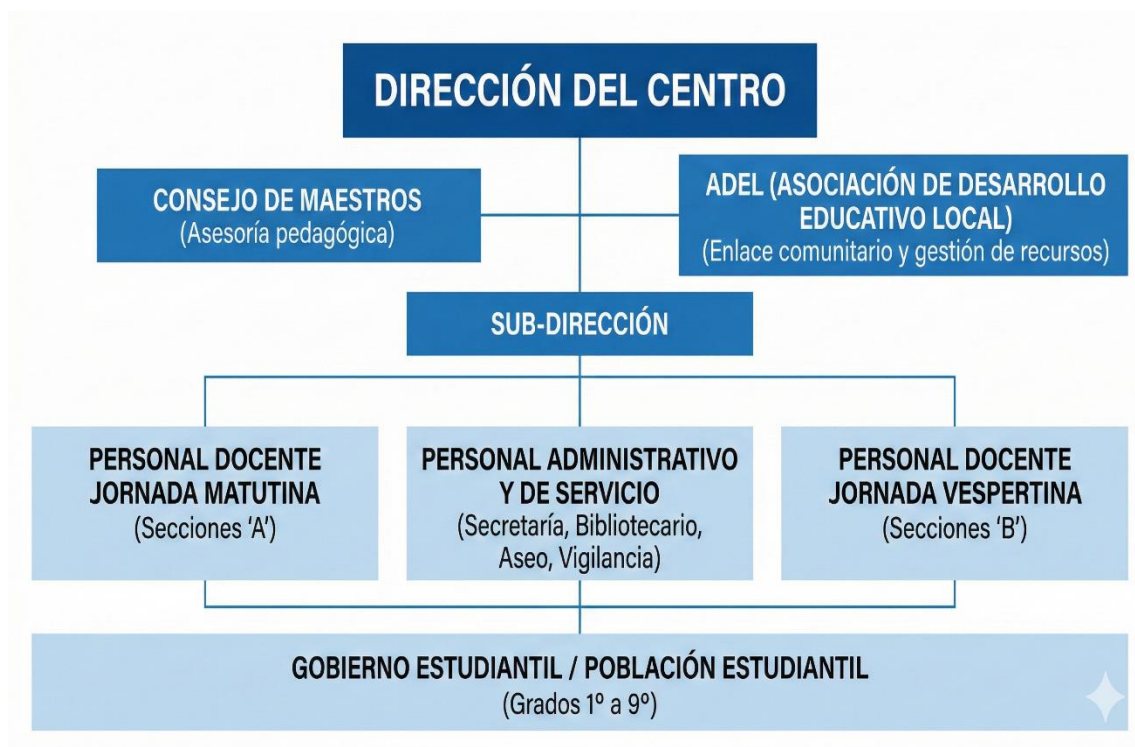 DIRECCIÓN DEL CENTRO
CONSEJO DE MAESTROS
(Asesoría pedagógica)
ADEL (ASOCIACIÓN DE DESARROLLO
EDUCATIVO LOCAL)
(Enlace comunitario y gestión de recursos)
SUB-DIRECCIÓN
PERSONAL DOCENTE
JORNADA MATUTINA
(Secciones ‘A’)
PERSONAL ADMINISTRATIVO
Y DE SERVICIO
(Secretaría, Bibliotecario,
Aseo, Vigilancia)
PERSONAL DOCENTE
JORNADA VESPERTINA
(Secciones ‘B’)
GOBIERNO ESTUDIANTIL / POBLACIÓN ESTUDIANTIL
(Grados 1º a 9º)